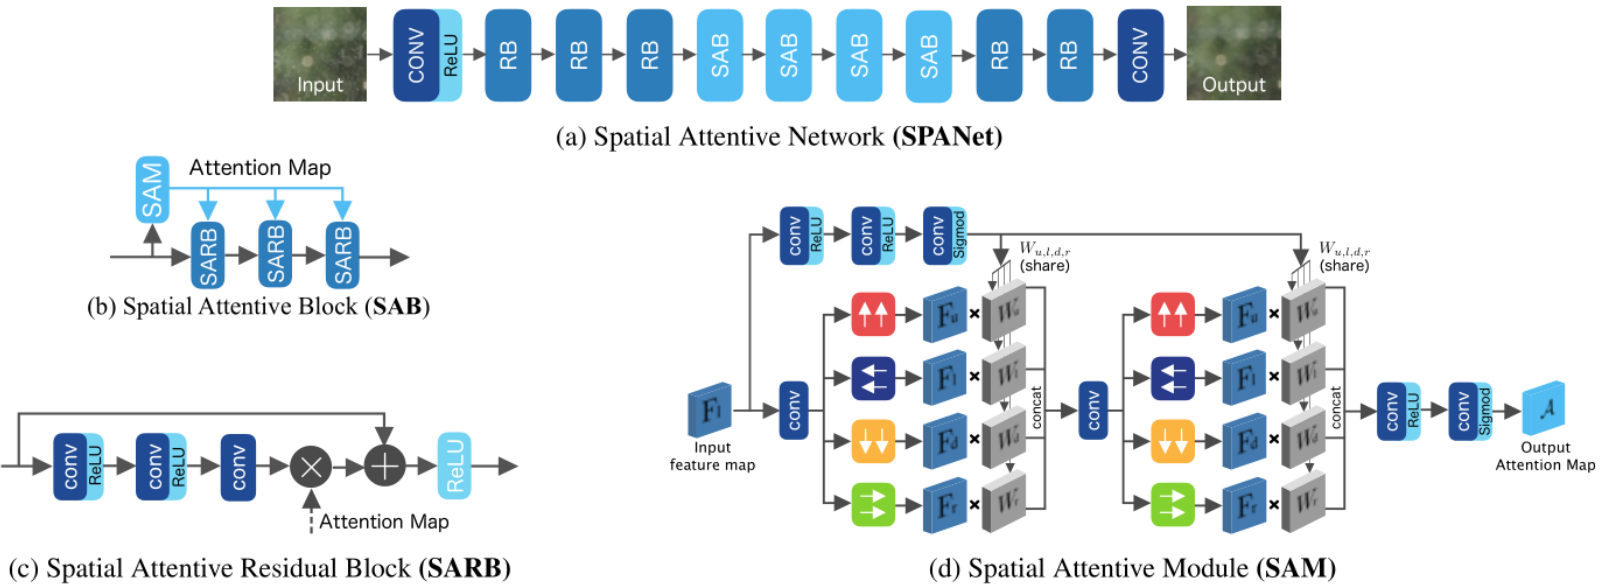 Input
CONV
ReLU
RB
RB
RB
SAB
SAB
SAB
SAB
RB
RB
CONV
Output
(a) Spatial Attentive Network (SPANet)
SAM
Attention Map
SARB
SARB
SARB
(b) Spatial Attentive Block (SAB)
conv
ReLU
conv
ReLU
conv
×
+
ReLU
Attention Map
(c) Spatial Attentive Residual Block (SARB)
conv
ReLU
conv
ReLU
conv
Sigmod
W_{u,l,d,r}
(share)
W_{u,l,d,r}
(share)
F_I
Input
feature map
conv
F_u × W_u
F_l × W_l
F_d × W_d
F_r × W_r
concat
conv
F_u × W_u
F_l × W_l
F_d × W_d
F_r × W_r
concat
conv
ReLU
conv
Sigmod
A
Output
Attention Map
(d) Spatial Attentive Module (SAM)